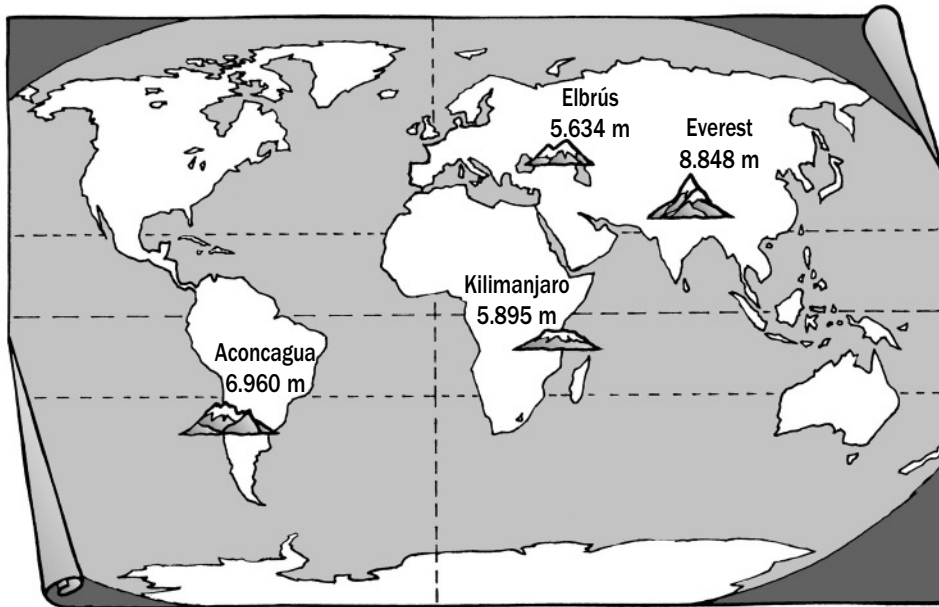 Elbrús
5.634 m
Everest
8.848 m
Kilimanjaro
5.895 m
Aconcagua
6.960 m